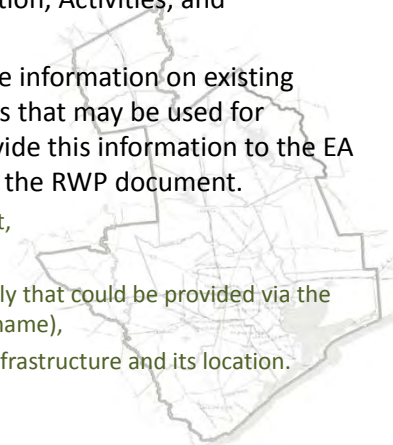 tion, Activities, and
e information on existing
s that may be used for
vide this information to the EA
the RWP document.
t,
ly that could be provided via the
name),
frastructure and its location.